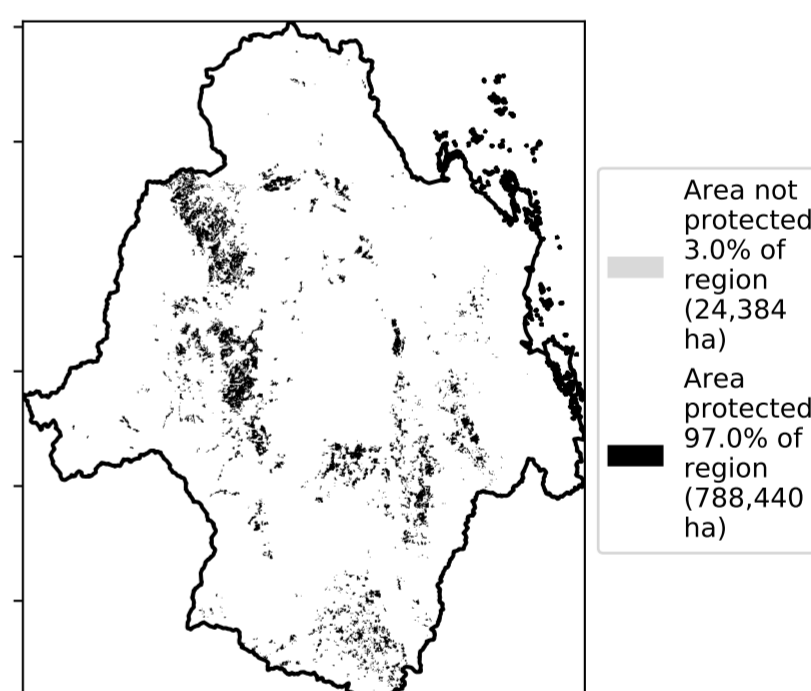 Area not
protected
3.0% of
region
(24,384
ha)
Area
protected
97.0% of
region
(788,440
ha)